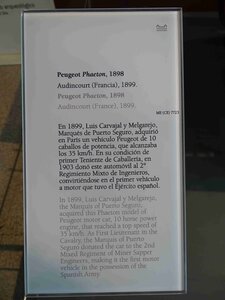 Peugeot Phaeton, 1898
Audincourt (Francia), 1899.
Peugeot Phaeton, 1898
Audincourt (France), 1899.
ME (CE) 7723
En 1899, Luis Carvajal y Melgarejo,
Marqués de Puerto Seguro, adquirió
en París un vehículo Peugeot de 10
caballos de potencia, que alcanzaba
los 35 km/h. En su condición de
primer Teniente de Caballería, en
1903 donó este automóvil al 2º
Regimiento Mixto de Ingenieros,
convirtiéndose en el primer vehículo
a motor que tuvo el Ejército español.
In 1899, Luis Carvajal y Melgarejo,
the Marquis of Puerto Seguro,
acquired this Phaeton model of
Peugeot motor car, 10 horse power
engine, that reached a top speed of
35 km/h. As First Lieutenant in the
Cavalry, the Marquis of Puerto
Seguro donated the car to the 2nd
Mixed Regiment of Miner Sapper
Engineers, making it the first motor
vehicle in the possession of the
Spanish Army.